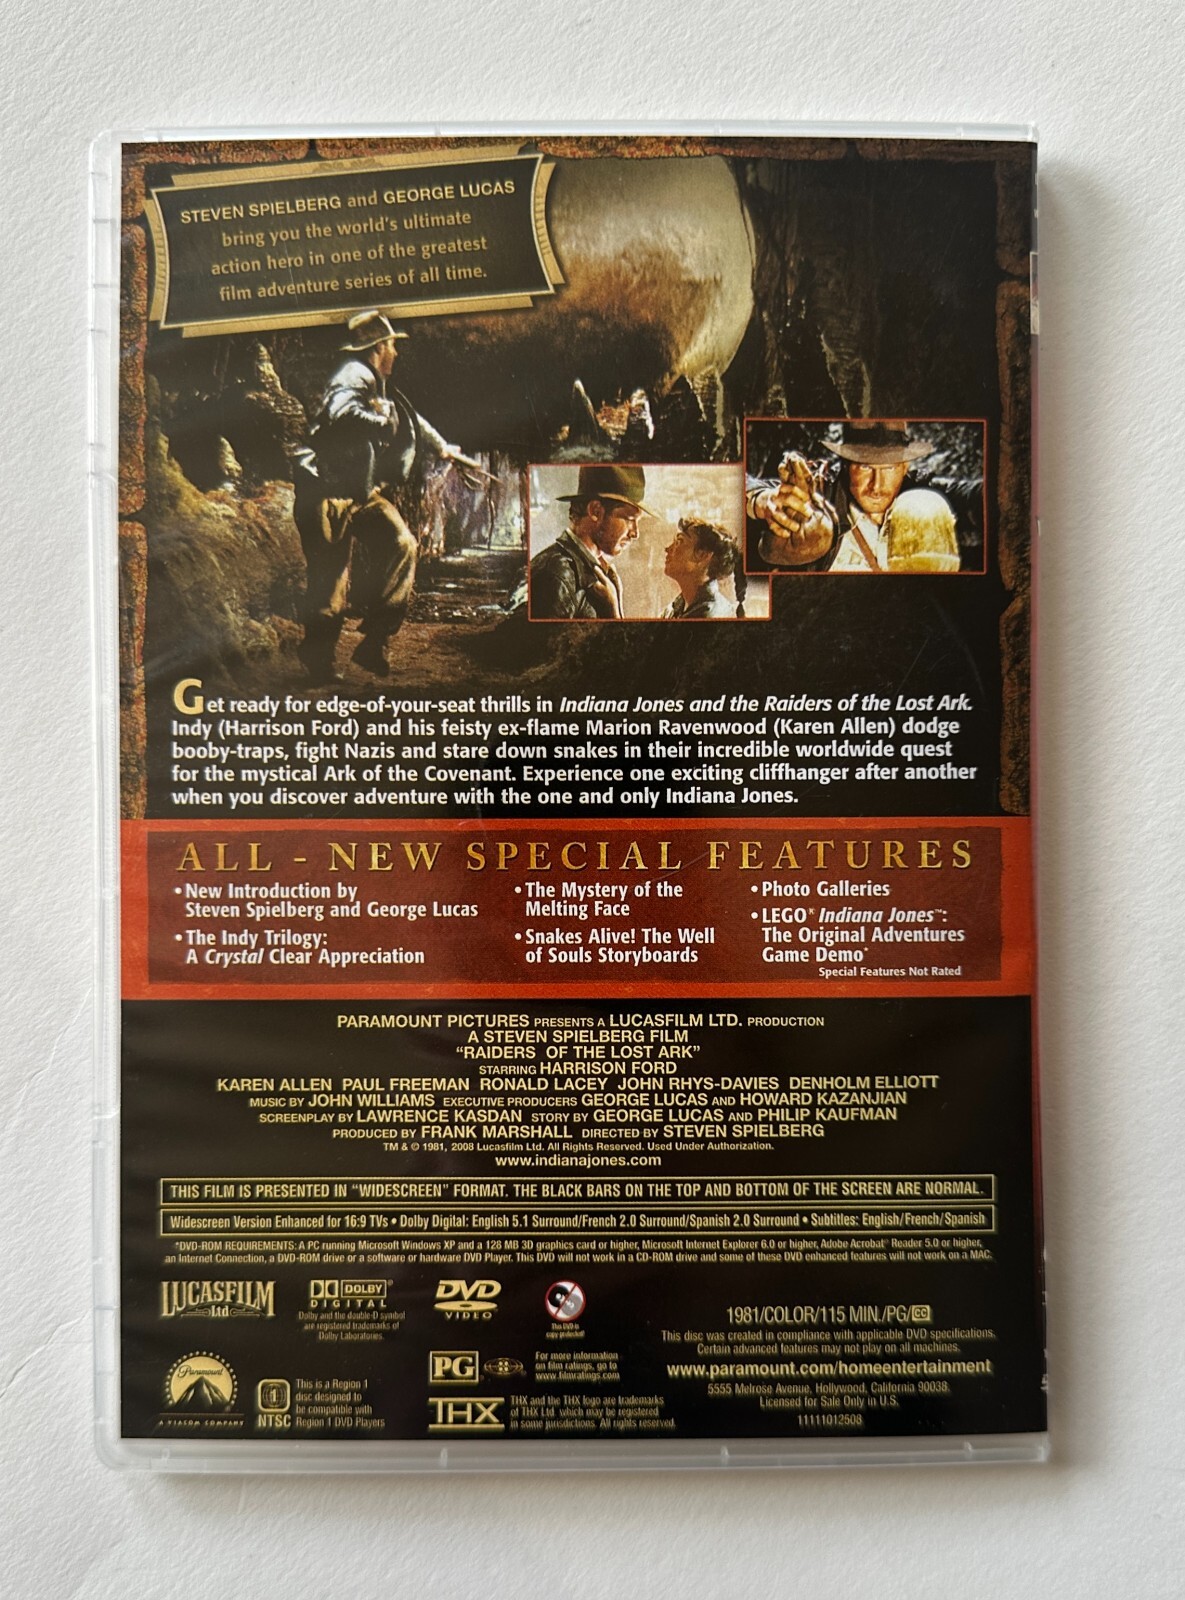 STEVEN SPIELBERG and GEORGE LUCAS
bring you the world's ultimate
action hero in one of the greatest
film adventure series of all time.
Get ready for edge-of-your-seat thrills in Indiana Jones and the Raiders of the Lost Ark.
Indy (Harrison Ford) and his feisty ex-flame Marion Ravenwood (Karen Allen) dodge
booby-traps, fight Nazis and stare down snakes in their incredible worldwide quest
for the mystical Ark of the Covenant. Experience one exciting cliffhanger after another
when you discover adventure with the one and only Indiana Jones.
ALL - NEW SPECIAL FEATURES
• New Introduction by
Steven Spielberg and George Lucas
• The Indy Trilogy:
A Crystal Clear Appreciation
• The Mystery of the
Melting Face
• Snakes Alive! The Well
of Souls Storyboards
• Photo Galleries
• LEGO® Indiana Jones™:
The Original Adventures
Game Demo*
Special Features Not Rated
PARAMOUNT PICTURES PRESENTS A LUCASFILM LTD. PRODUCTION
A STEVEN SPIELBERG FILM
“RAIDERS OF THE LOST ARK”
STARRING HARRISON FORD
KAREN ALLEN PAUL FREEMAN RONALD LACEY JOHN RHYS-DAVIES DENHOLM ELLIOTT
MUSIC BY JOHN WILLIAMS EXECUTIVE PRODUCERS GEORGE LUCAS AND HOWARD KAZANJIAN
SCREENPLAY BY LAWRENCE KASDAN STORY BY GEORGE LUCAS AND PHILIP KAUFMAN
PRODUCED BY FRANK MARSHALL DIRECTED BY STEVEN SPIELBERG
TM & © 1981, 2008 Lucasfilm Ltd. All Rights Reserved. Used Under Authorization.
www.indianajones.com
THIS FILM IS PRESENTED IN “WIDESCREEN” FORMAT. THE BLACK BARS ON THE TOP AND BOTTOM OF THE SCREEN ARE NORMAL.
Widescreen Version Enhanced for 16:9 TVs • Dolby Digital: English 5.1 Surround/French 2.0 Surround/Spanish 2.0 Surround • Subtitles: English/French/Spanish
*DVD-ROM REQUIREMENTS: A PC running Microsoft Windows XP and a 128 MB 3D graphics card or higher, Microsoft Internet Explorer 6.0 or higher, Adobe Acrobat® Reader 5.0 or higher,
an Internet Connection, a DVD-ROM drive or a software or hardware DVD Player. This DVD will not work in a CD-ROM drive and some of these DVD enhanced features will not work on a MAC.
LUCASFILM
Ltd
DOLBY
DIGITAL
Dolby and the double-D symbol
are registered trademarks of
Dolby Laboratories.
DVD
VIDEO
This DVD is
copy protected
1981/COLOR/115 MIN./PG/cc
This disc was created in compliance with applicable DVD specifications.
Certain advanced features may not play on all machines.
www.paramount.com/homeentertainment
5555 Melrose Avenue, Hollywood, California 90038.
Licensed for Sale Only in U.S.
11111012508
Paramount
A VIACOM COMPANY
1
NTSC
This is a Region 1
disc designed to
be compatible with
Region 1 DVD Players
PG
For more information
on film ratings, go to
www.filmratings.com
THX
THX and the THX logo are trademarks
of THX Ltd. which may be registered
in some jurisdictions. All rights reserved.